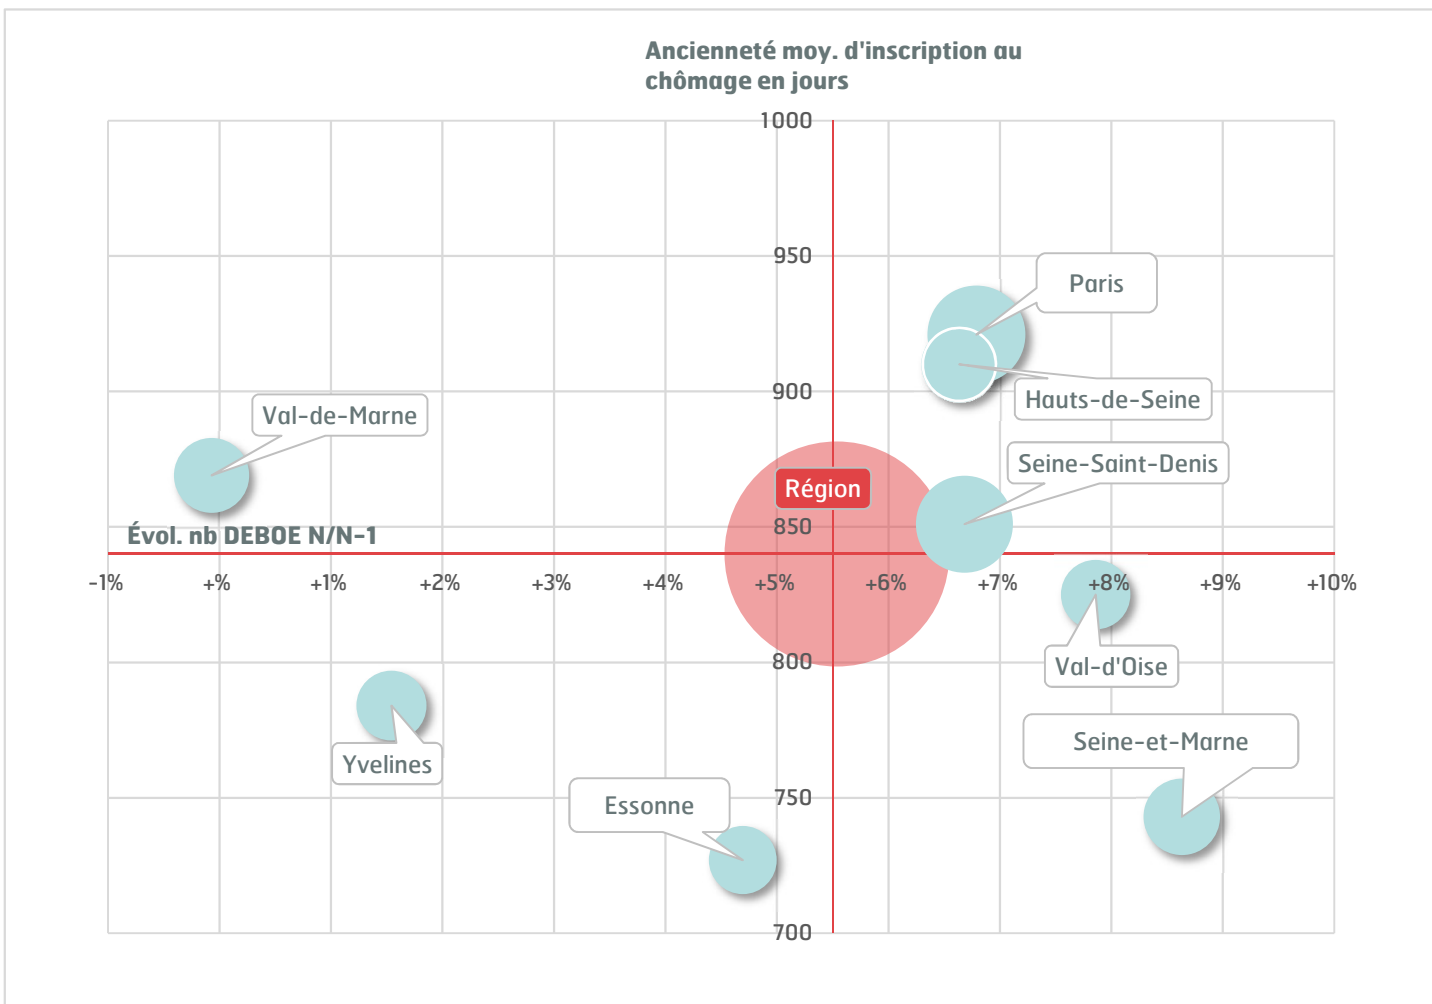 Ancienneté moy. d'inscription au
chômage en jours
1000
950
Paris
900
Hauts-de-Seine
Val-de-Marne
Seine-Saint-Denis
Région
850
Évol. nb DEBOE N/N-1
-1% +% +1% +2% +3% +4% +5% +6% +7% +8% +9% +10%
800
Val-d'Oise
Seine-et-Marne
Yvelines
750
Essonne
700